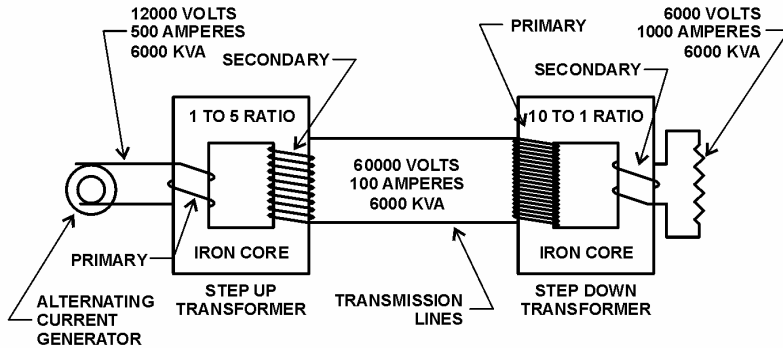 12000 VOLTS
500 AMPERES
6000 KVA
SECONDARY
PRIMARY
6000 VOLTS
1000 AMPERES
6000 KVA
SECONDARY
1 TO 5 RATIO
10 TO 1 RATIO
60000 VOLTS
100 AMPERES
6000 KVA
PRIMARY
IRON CORE
IRON CORE
ALTERNATING
CURRENT
GENERATOR
STEP UP
TRANSFORMER
TRANSMISSION
LINES
STEP DOWN
TRANSFORMER